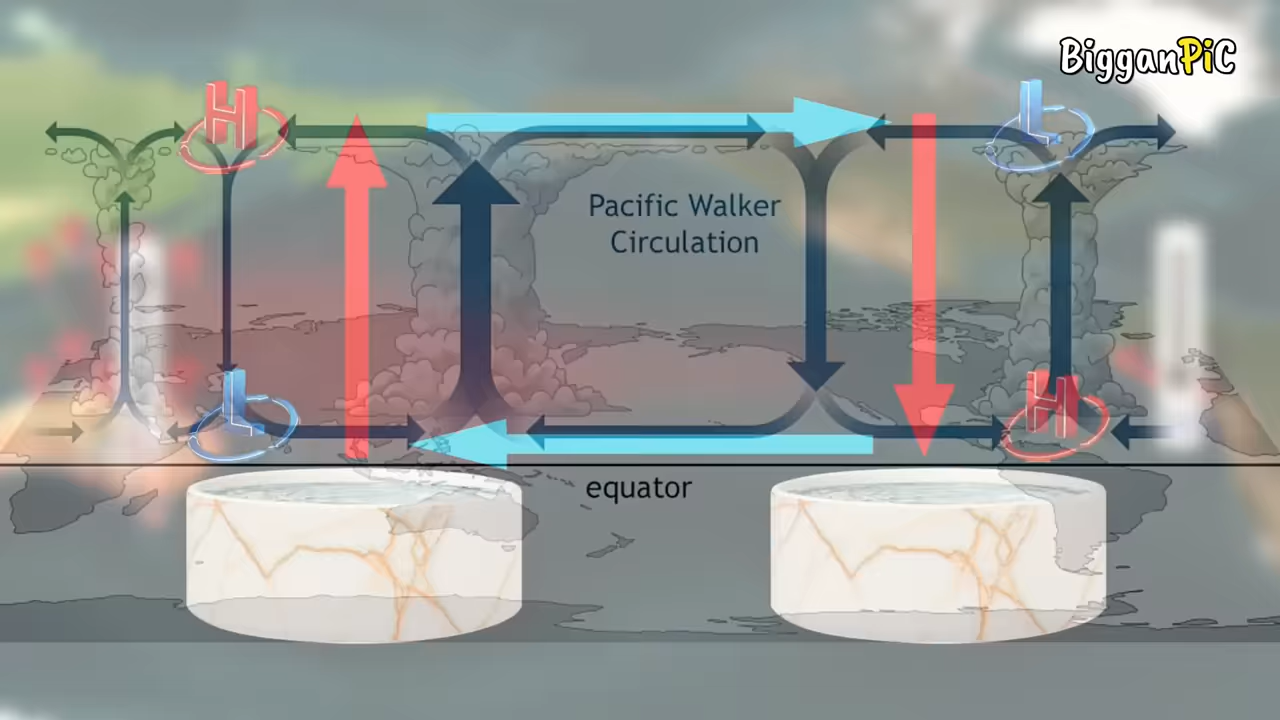 BigganPiC
H
L
Pacific Walker
Circulation
L
H
equator